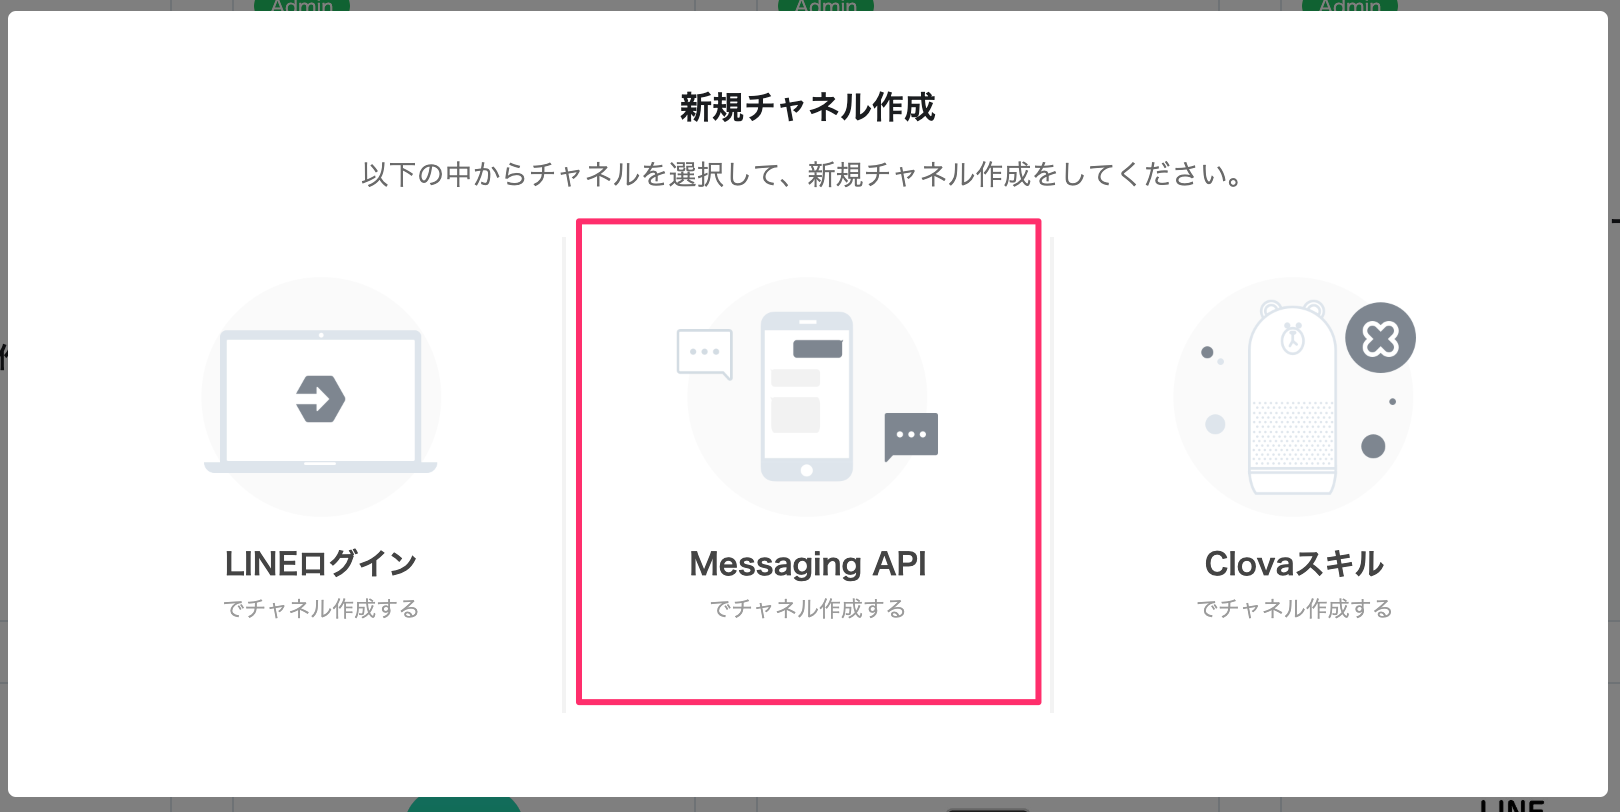 Admin
Admin
Admin
新規チャネル作成
以下の中からチャネルを選択して、新規チャネル作成をしてください。
LINEログイン
でチャネル作成する
Messaging API
でチャネル作成する
Clovaスキル
でチャネル作成する
LINE